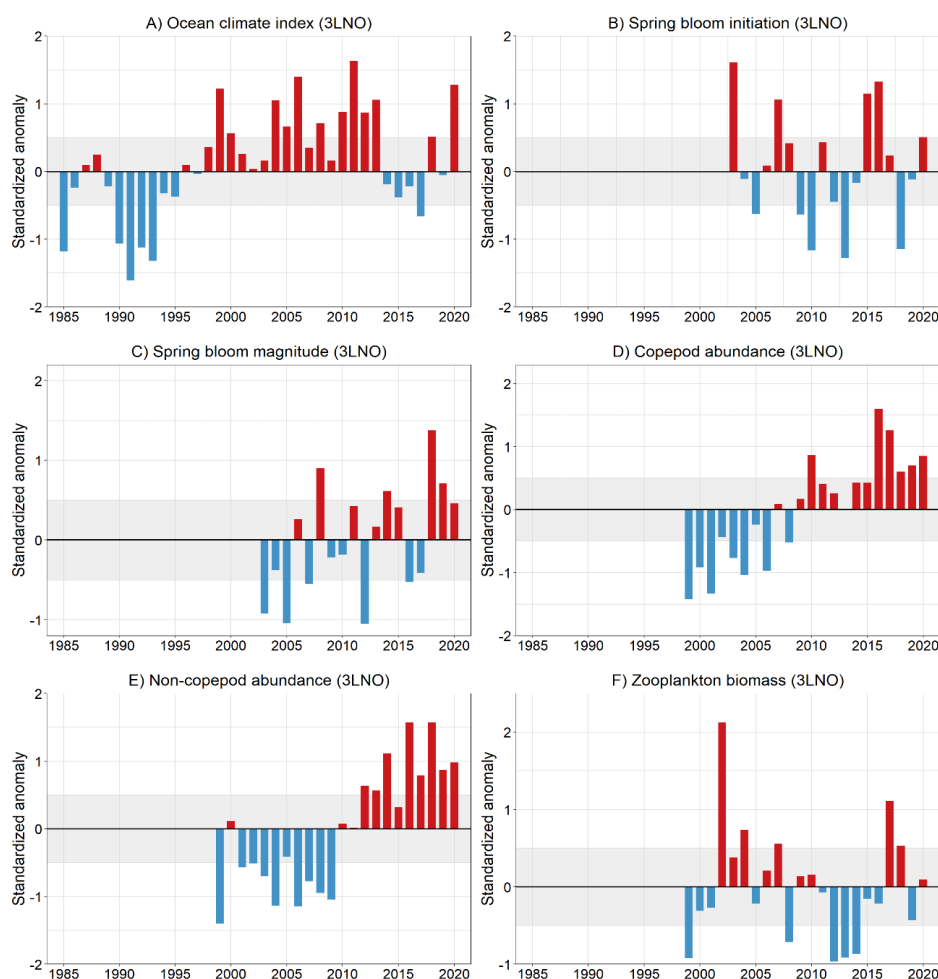 A) Ocean climate index (3LNO)
Standardized anomaly
2
1
0
-1
-2
1985 1990 1995 2000 2005 2010 2015 2020
B) Spring bloom initiation (3LNO)
Standardized anomaly
2
1
0
-1
-2
1985 1990 1995 2000 2005 2010 2015 2020
C) Spring bloom magnitude (3LNO)
Standardized anomaly
2
1
0
-1
1985 1990 1995 2000 2005 2010 2015 2020
D) Copepod abundance (3LNO)
Standardized anomaly
2
1
0
-1
-2
1985 1990 1995 2000 2005 2010 2015 2020
E) Non-copepod abundance (3LNO)
Standardized anomaly
2
1
0
-1
-2
1985 1990 1995 2000 2005 2010 2015 2020
F) Zooplankton biomass (3LNO)
Standardized anomaly
2
1
0
-1
1985 1990 1995 2000 2005 2010 2015 2020